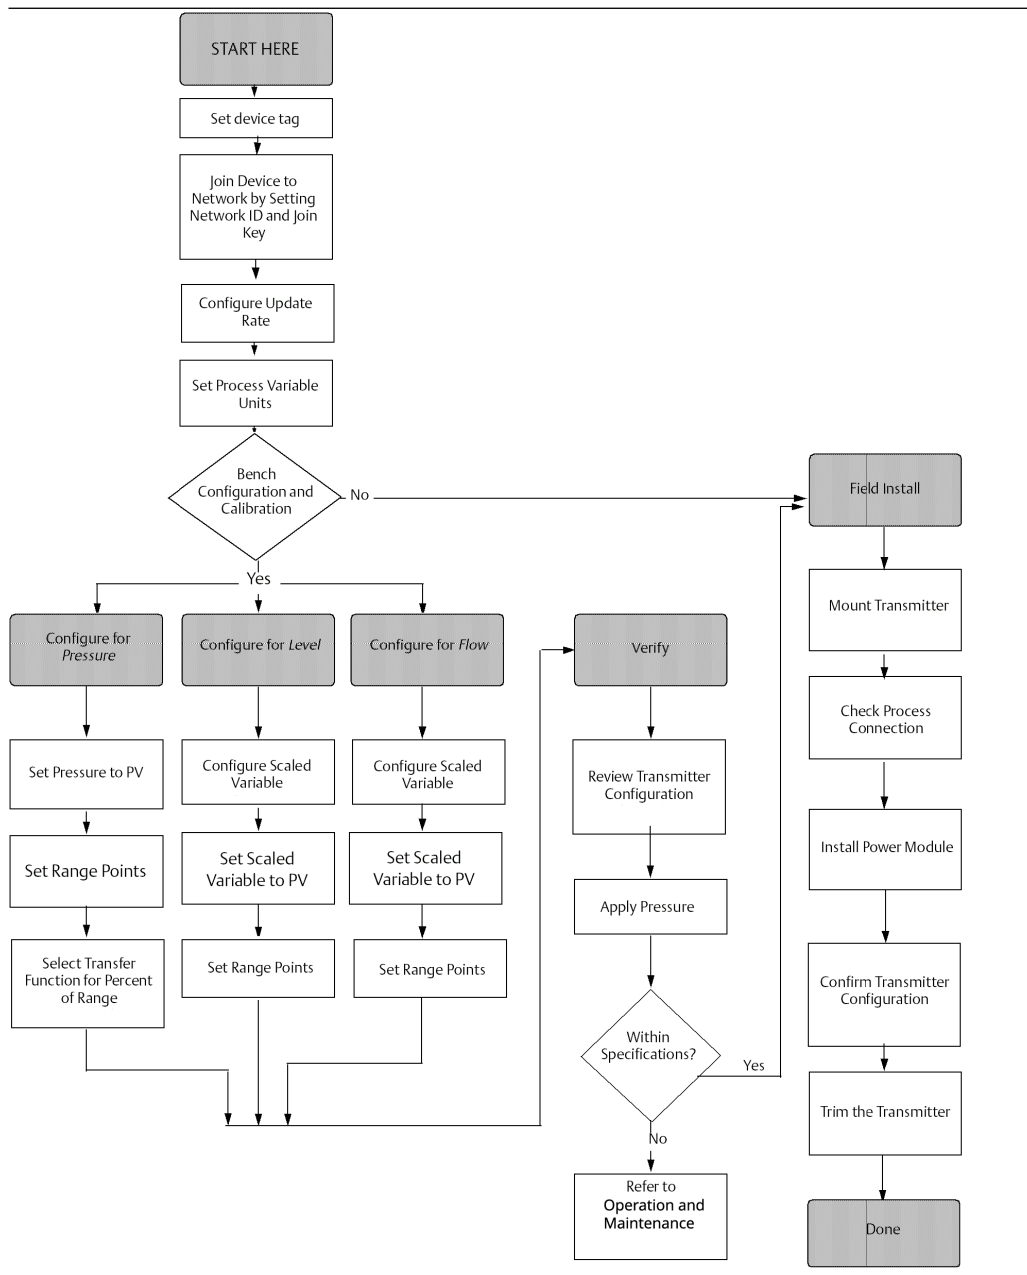 START HERE
Set device tag
Join Device to
Network by Setting
Network ID and Join
Key
Configure Update
Rate
Set Process Variable
Units
Bench
Configuration and
Calibration
No
Yes
Configure for
Pressure
Set Pressure to PV
Set Range Points
Select Transfer
Function for Percent
of Range
Configure for Level
Configure Scaled
Variable
Set Scaled
Variable to PV
Set Range Points
Configure for Flow
Configure Scaled
Variable
Set Scaled
Variable to PV
Set Range Points
Verify
Review Transmitter
Configuration
Apply Pressure
Within
Specifications?
Yes
No
Refer to
Operation and
Maintenance
Field Install
Mount Transmitter
Check Process
Connection
Install Power Module
Confirm Transmitter
Configuration
Trim the Transmitter
Done